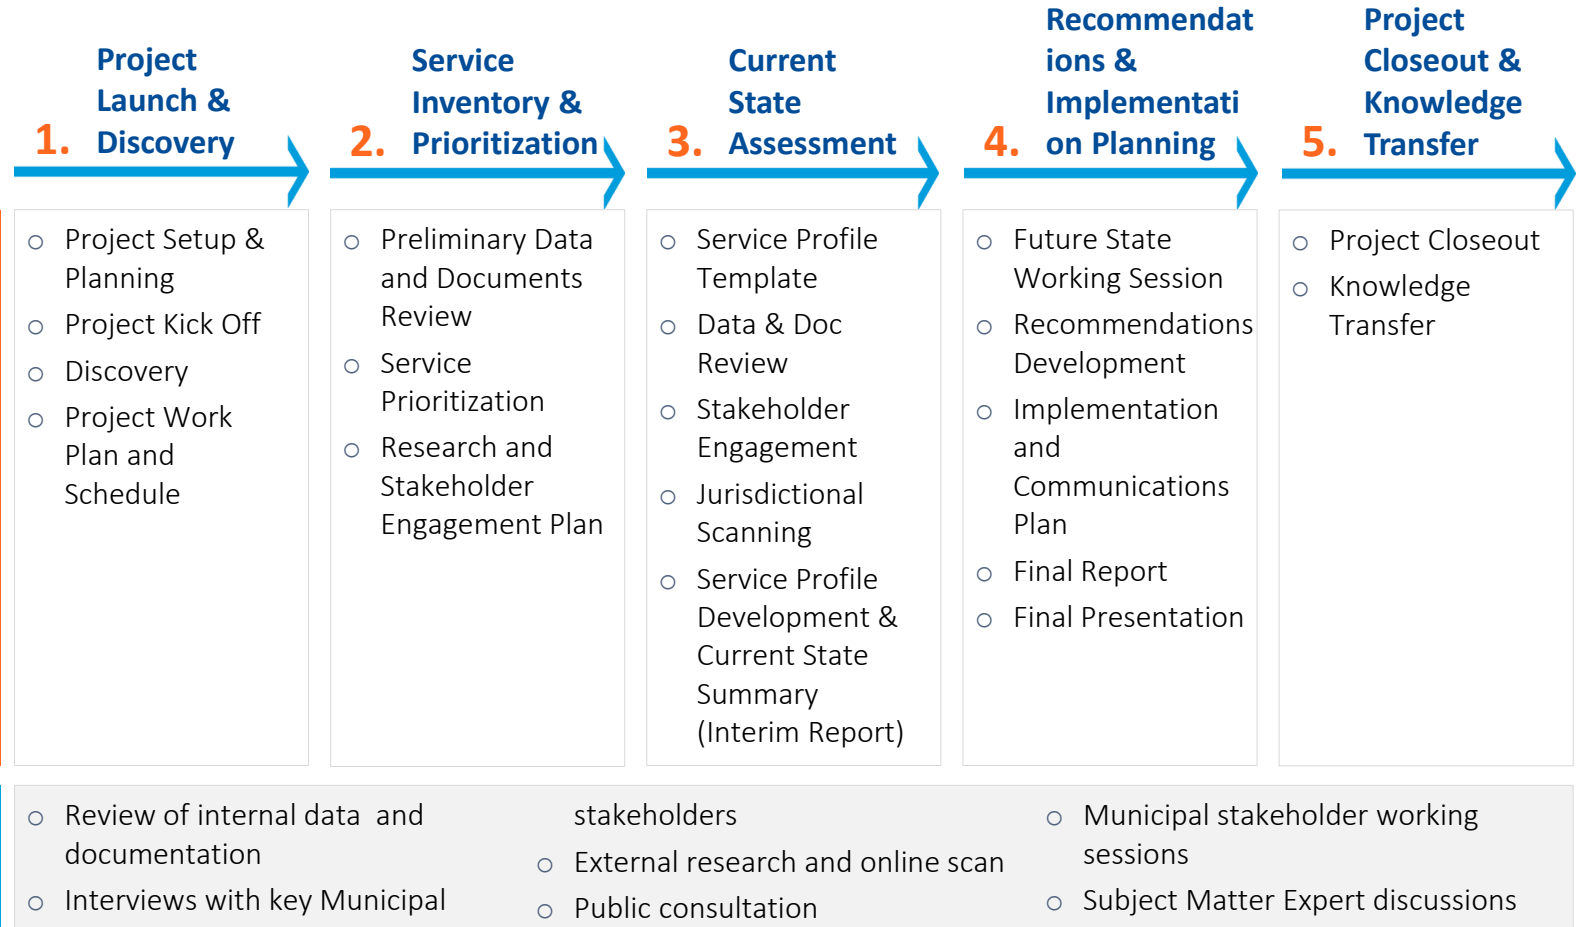 1.
Project
Launch &
Discovery
2.
Service
Inventory &
Prioritization
3.
Current
State
Assessment
4.
Recommendat
ions &
Implementati
on Planning
5.
Project
Closeout &
Knowledge
Transfer
o Project Setup &
Planning
o Project Kick Off
o Discovery
o Project Work
Plan and
Schedule
o Preliminary Data
and Documents
Review
o Service
Prioritization
o Research and
Stakeholder
Engagement Plan
o Service Profile
Template
o Data & Doc
Review
o Stakeholder
Engagement
o Jurisdictional
Scanning
o Service Profile
Development &
Current State
Summary
(Interim Report)
o Future State
Working Session
o Recommendations
Development
o Implementation
and
Communications
Plan
o Final Report
o Final Presentation
o Project Closeout
o Knowledge
Transfer
o Review of internal data  and
documentation
o Interviews with key Municipal
stakeholders
o External research and online scan
o Public consultation
o Municipal stakeholder working
sessions
o Subject Matter Expert discussions